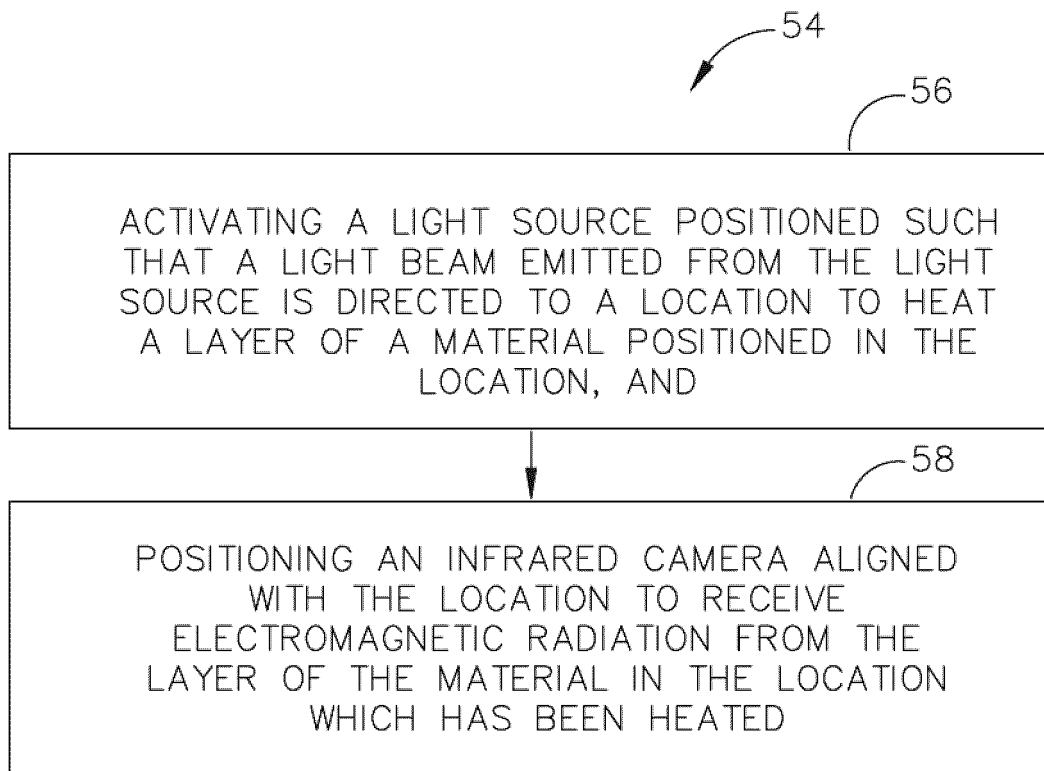 54
56
ACTIVATING A LIGHT SOURCE POSITIONED SUCH
THAT A LIGHT BEAM EMITTED FROM THE LIGHT
SOURCE IS DIRECTED TO A LOCATION TO HEAT
A LAYER OF A MATERIAL POSITIONED IN THE
LOCATION, AND
58
POSITIONING AN INFRARED CAMERA ALIGNED
WITH THE LOCATION TO RECEIVE
ELECTROMAGNETIC RADIATION FROM THE
LAYER OF THE MATERIAL IN THE LOCATION
WHICH HAS BEEN HEATED